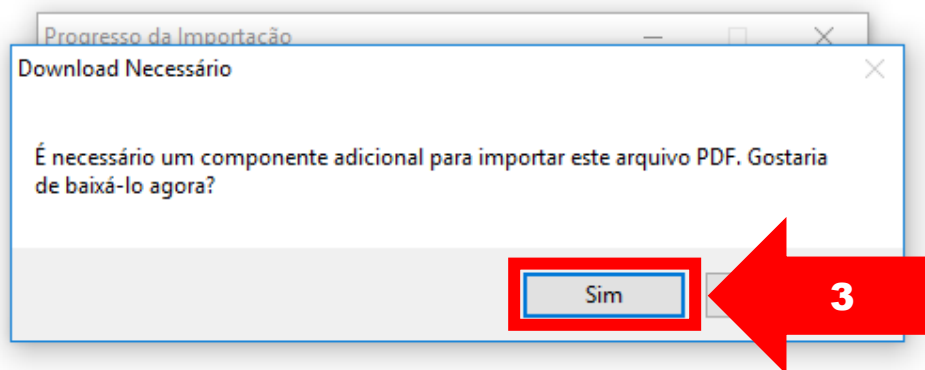 Progresso da Importação
Download Necessário
É necessário um componente adicional para importar este arquivo PDF. Gostaria
de baixá-lo agora?
Sim
3